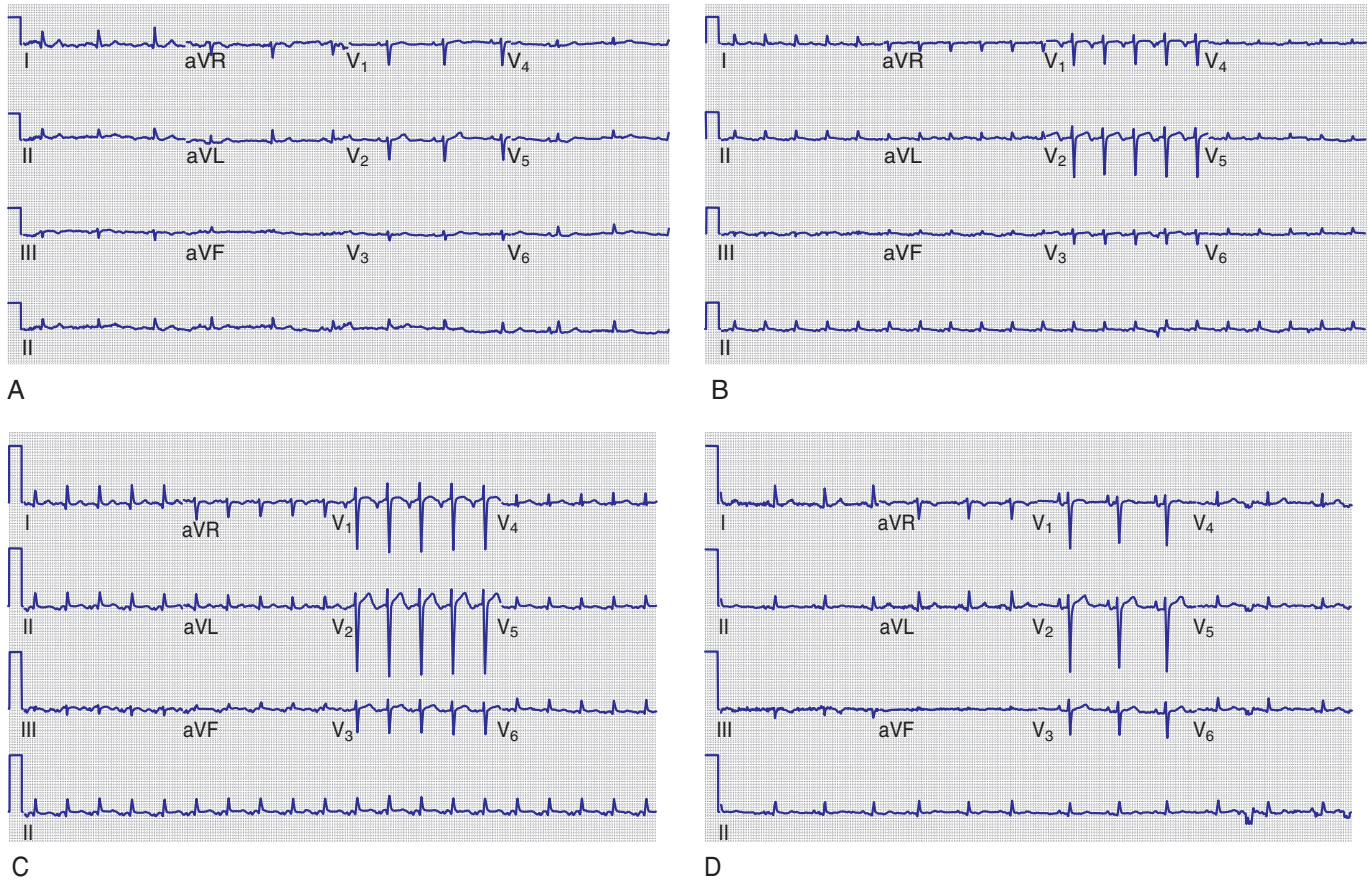 I aVR V₁ V₄
II aVL V₂ V₅
III aVF V₃ V₆
II
A
I aVR V₁ V₄
II aVL V₂ V₅
III aVF V₃ V₆
II
B
I aVR V₁ V₄
II aVL V₂ V₅
III aVF V₃ V₆
II
C
I aVR V₁ V₄
II aVL V₂ V₅
III aVF V₃ V₆
II
D